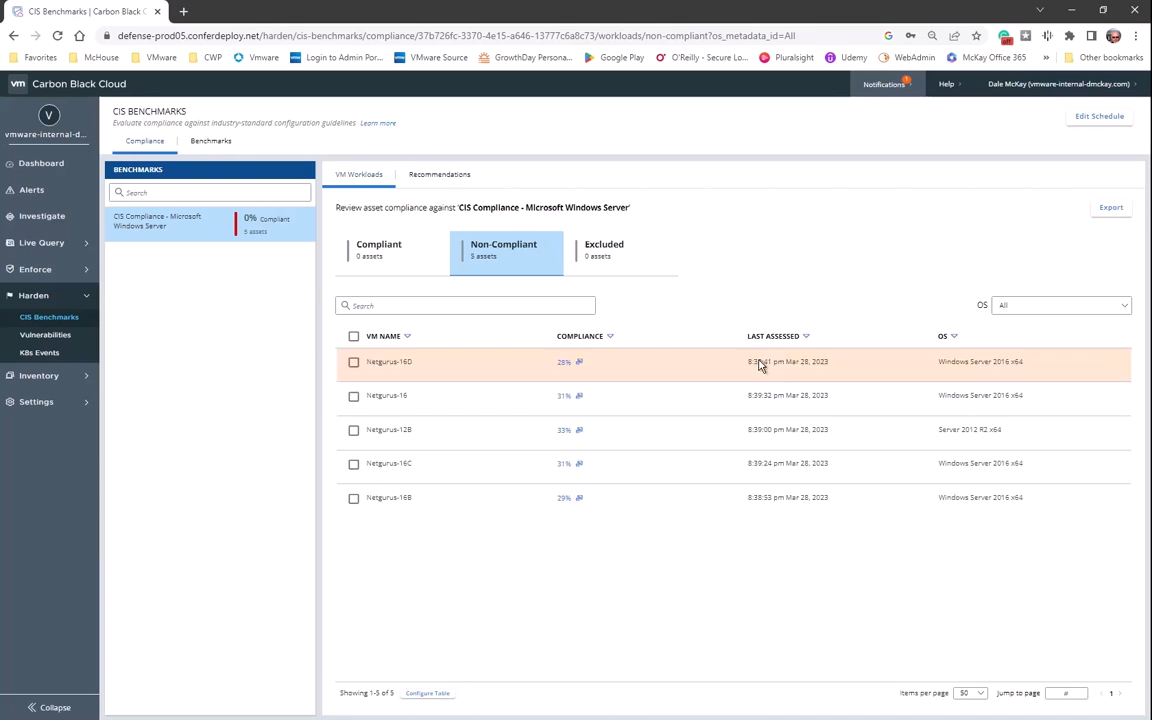 CIS Benchmarks | Carbon Black C
defense-prod05.conferdeploy.net/harden/cis-benchmarks/compliance/37b726fc-3370-4e15-a646-13777c6a8c73/workloads/non-compliant?os_metadata_id=All
Favorites McHouse VMware CWP Vmware Login to Admin Por... VMware Source GrowthDay Persona... Google Play O'Reilly - Secure Lo... Pluralsight Udemy WebAdmin McKay Office 365 Other bookmarks
vm Carbon Black Cloud Notifications Help Dale McKay (vmware-internal-dmckay.com)
V
vmware-internal-d...
Dashboard
Alerts
Investigate
Live Query
Enforce
Harden
CIS Benchmarks
Vulnerabilities
K8s Events
Inventory
Settings
Collapse
CIS BENCHMARKS
Evaluate compliance against industry-standard configuration guidelines Learn more
Edit Schedule
Compliance Benchmarks
BENCHMARKS
Search
CIS Compliance - Microsoft Windows Server
0% Compliant
5 assets
VM Workloads Recommendations
Review asset compliance against 'CIS Compliance - Microsoft Windows Server'
Export
Compliant
0 assets
Non-Compliant
5 assets
Excluded
0 assets
Search
OS All
VM NAME COMPLIANCE LAST ASSESSED OS
Netgurus-16D 28% 41 pm Mar 28, 2023 Windows Server 2016 x64
Netgurus-16 31% 8:39:32 pm Mar 28, 2023 Windows Server 2016 x64
Netgurus-12B 33% 8:39:00 pm Mar 28, 2023 Server 2012 R2 x64
Netgurus-16C 31% 8:39:24 pm Mar 28, 2023 Windows Server 2016 x64
Netgurus-16B 29% 8:38:53 pm Mar 28, 2023 Windows Server 2016 x64
Showing 1-5 of 5 Configure Table Items per page 50 Jump to page # 1